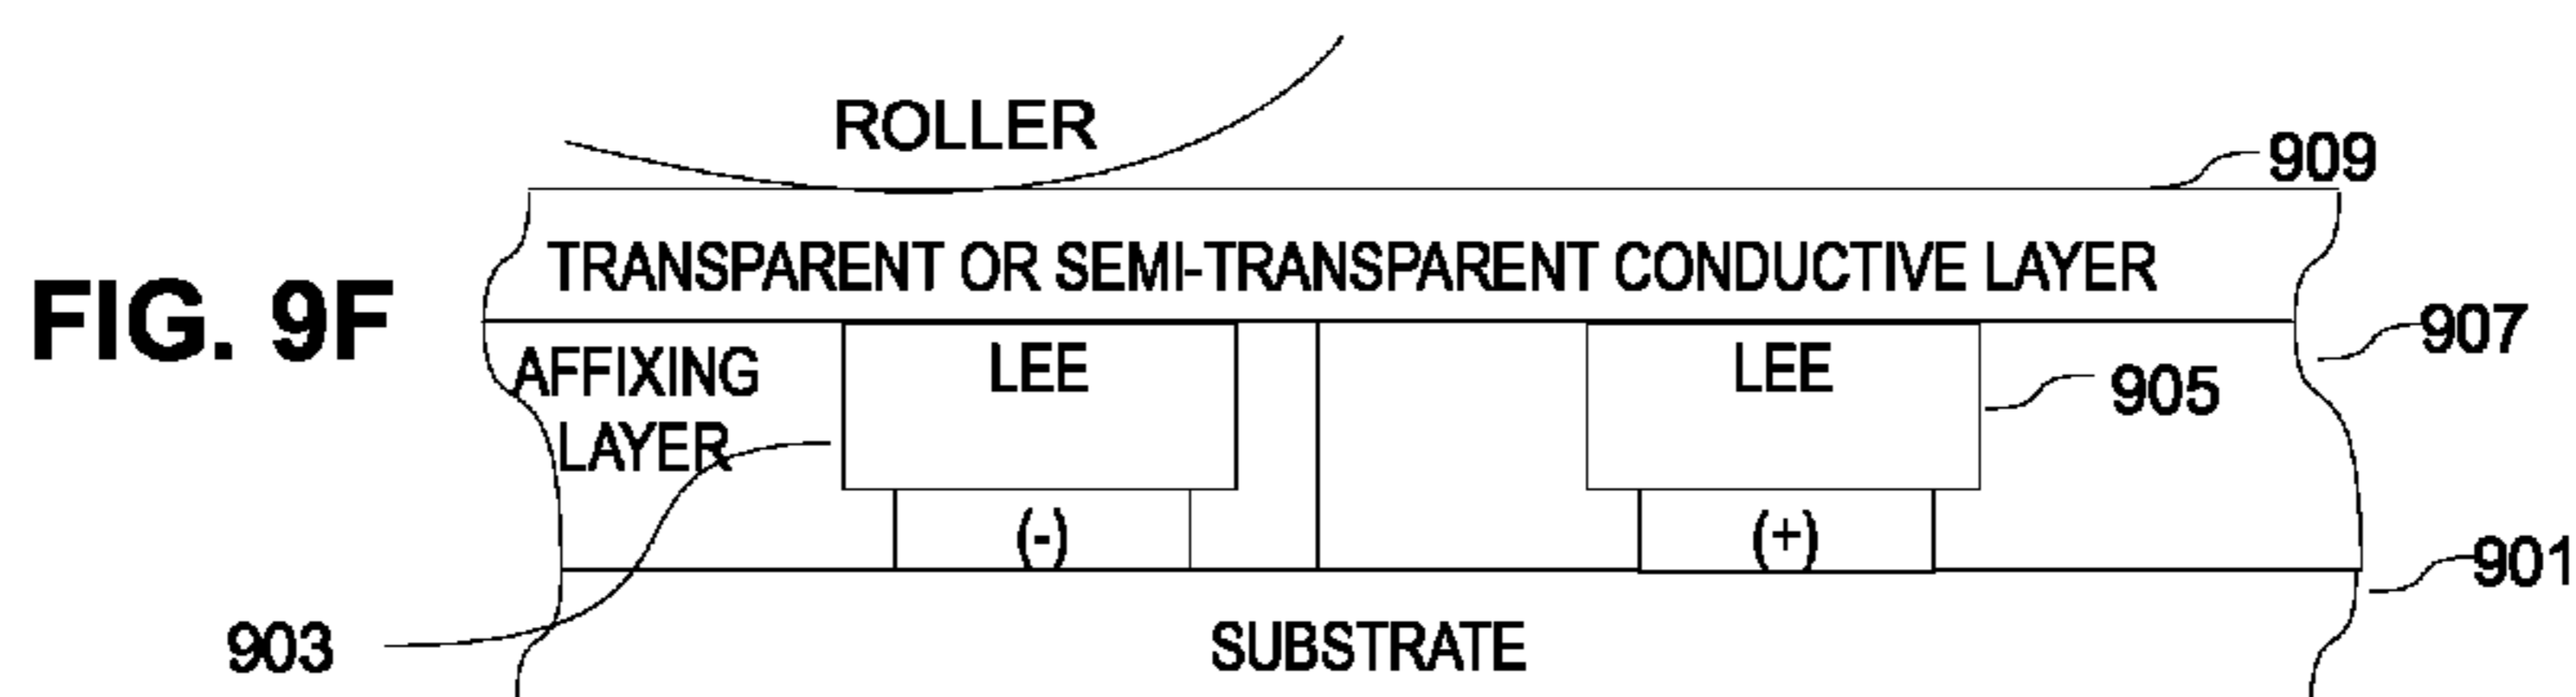 ROLLER
909
TRANSPARENT OR SEMI-TRANSPARENT CONDUCTIVE LAYER
FIG. 9F
907
AFFIXING
LAYER
LEE
LEE
905
(-)
(+)
901
903
SUBSTRATE